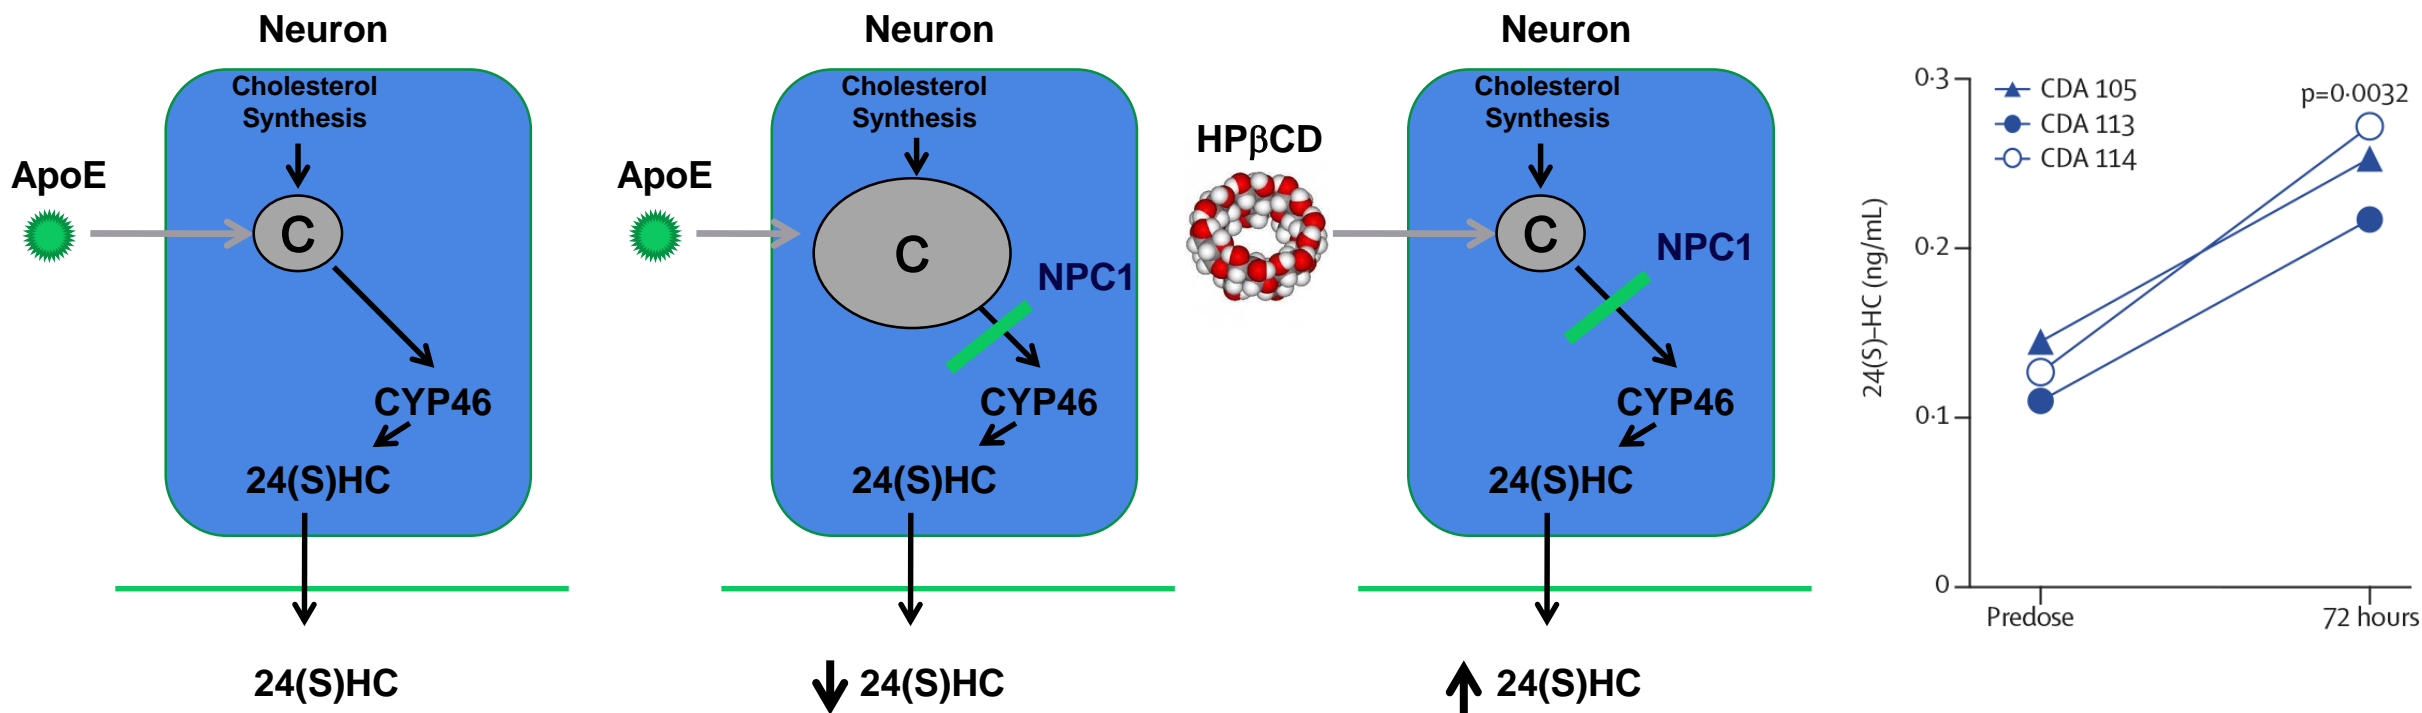 Neuron
Cholesterol
Synthesis
ApoE
C
CYP46
24(S)HC
24(S)HC
Neuron
Cholesterol
Synthesis
ApoE
C
NPC1
CYP46
24(S)HC
24(S)HC
Neuron
Cholesterol
Synthesis
HPβCD
C
NPC1
CYP46
24(S)HC
24(S)HC
CDA 105
CDA 113
CDA 114
p=0·0032
24(S)–HC (ng/mL)
0·3
0·2
0·1
0
Predose
72 hours